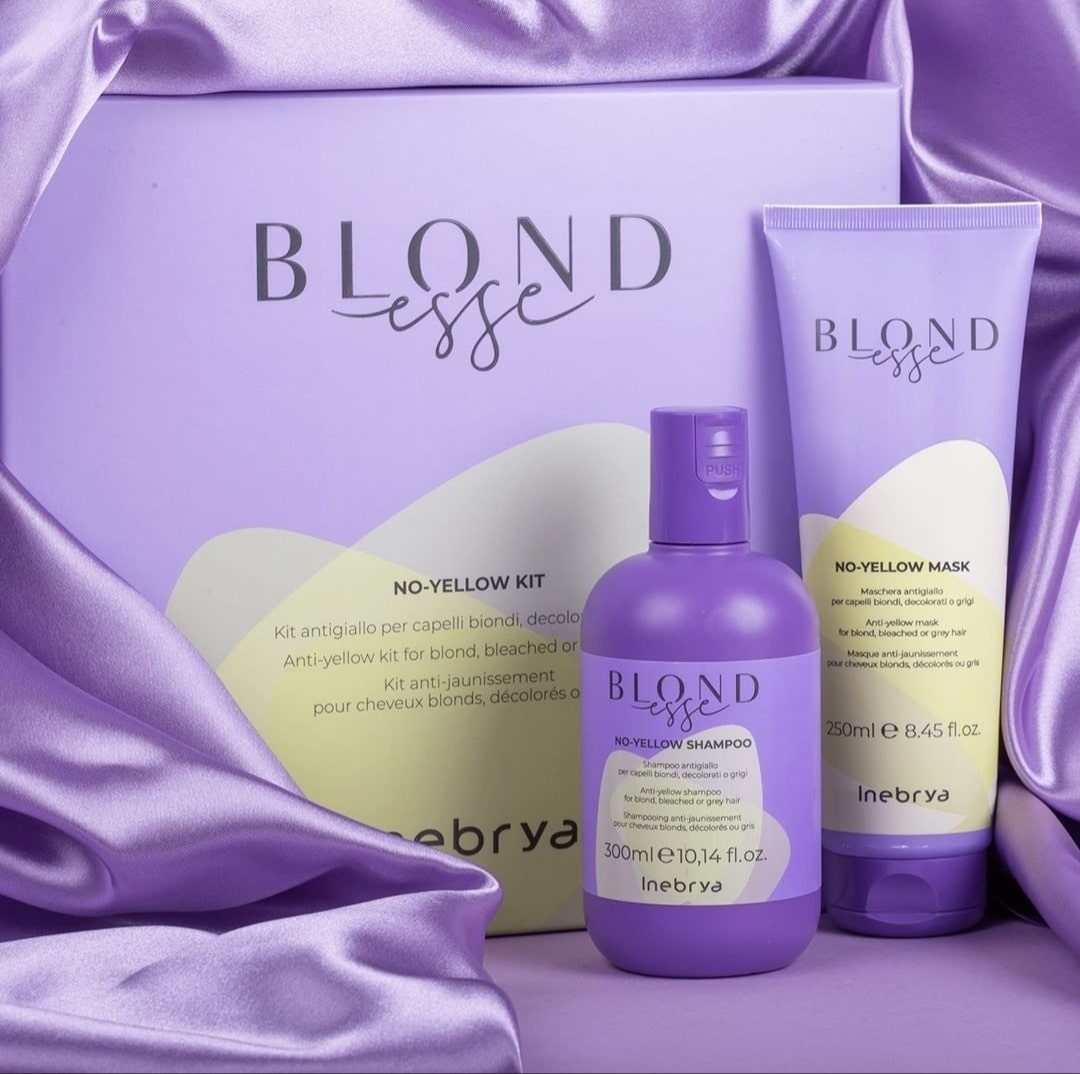 BLOND
esse
NO-YELLOW KIT
Kit antigiallo per capelli biondi,
Anti-yellow kit for blond, bleached or
Kit anti-jaunissement
pour cheveux blonds, décolorés
nebrya
PUSH
BLOND
esse
NO-YELLOW SHAMPOO
Shampoo antigiallo
per capelli biondi, decolorati o grigi
Anti-yellow shampoo
for blond, bleached or grey hair
Shampooing anti-jaunissement
pour cheveux blonds, décolorés ou gris
300ml e 10,14 fl.oz.
Inebrya
BLOND
esse
NO-YELLOW MASK
Maschera antigiallo
per capelli biondi, decolorati o grigi
Anti-yellow mask
for blond, bleached or grey hair
Masque anti-jaunissement
pour cheveux blonds, décolorés ou gris
250ml e 8.45 fl.oz.
Inebrya